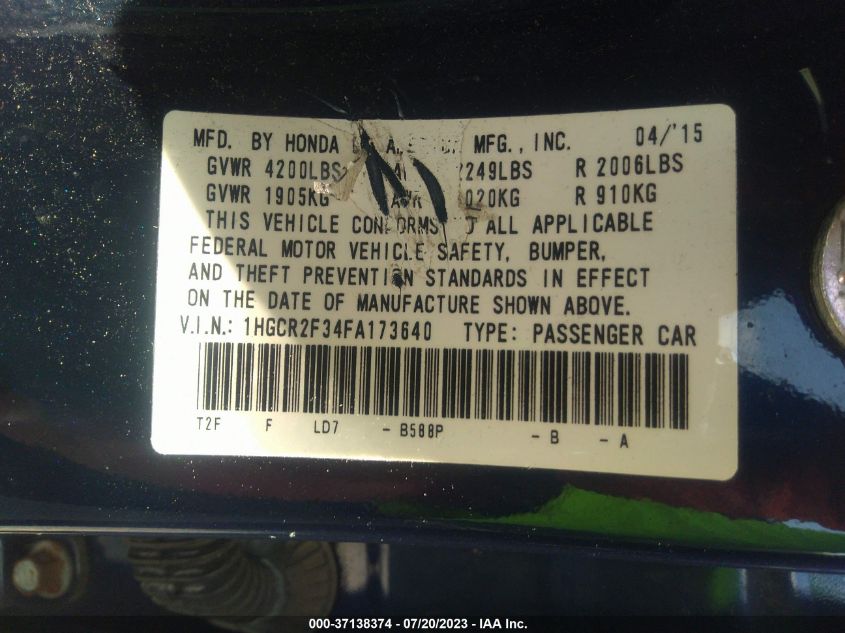 MFD. BY HONDA MFG., INC. 04/'15
GVWR 4200LBS 2249LBS R 2006LBS
GVWR 1905KG 020KG R 910KG
THIS VEHICLE CONFORMS TO ALL APPLICABLE
FEDERAL MOTOR VEHICLE SAFETY, BUMPER,
AND THEFT PREVENTION STANDARDS IN EFFECT
ON THE DATE OF MANUFACTURE SHOWN ABOVE.
V.I.N.: 1HGCR2F34FA173640 TYPE: PASSENGER CAR
T2F F LD7 - B588P - B - A
000-37138374 / 07/20/2023 - IAA Inc.